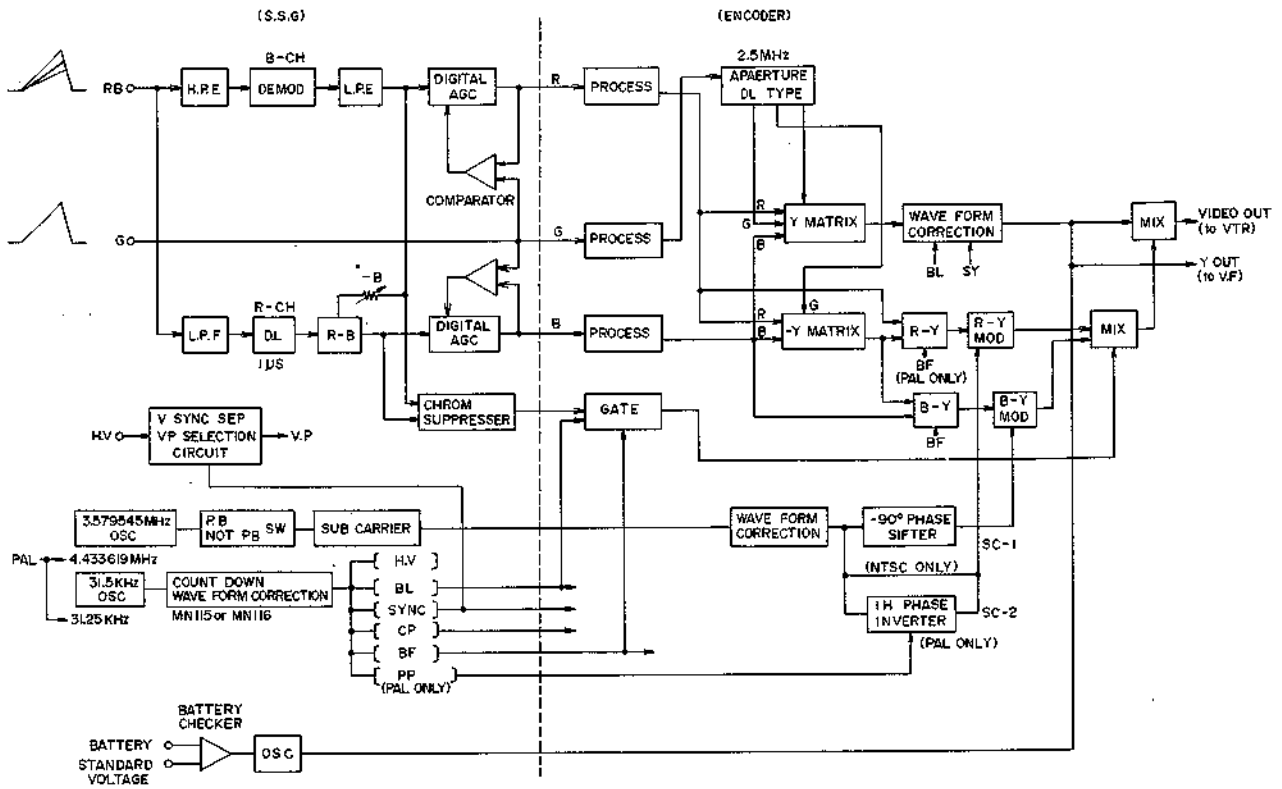 (S.S.G)
(ENCODER)
B-CH
2.5MHz
RB
H.P.F
DEMOD
L.P.F
DIGITAL
AGC
R
PROCESS
APAERTURE
DL TYPE
COMPARATOR
G
G
PROCESS
R
G
B
Y MATRIX
WAVE FORM
CORRECTION
BL
SY
MIX
VIDEO OUT
(to VTR)
Y OUT
(to V.F)
-B
R-CH
L.P.F
D.L
1µS
R-B
DIGITAL
AGC
B
PROCESS
G
R
B
-Y MATRIX
R-Y
BF
(PAL ONLY)
R-Y
MOD
MIX
CHROM
SUPPRESSER
GATE
B-Y
BF
B-Y
MOD
H.V
V SYNC SEP
VP SELECTION
CIRCUIT
V.P
3.579545MHz
OSC
P.B
NOT PB SW
SUB CARRIER
WAVE FORM
CORRECTION
-90° PHASE
SIFTER
SC-1
(NTSC ONLY)
PAL
4.433619MHz
31.5KHz
OSC
COUNT DOWN
WAVE FORM CORRECTION
MN115 or MN116
31.25 KHz
H.V
BL
SYNC
CP
BF
PP
(PAL ONLY)
1H PHASE
INVERTER
SC-2
(PAL ONLY)
BATTERY
CHECKER
BATTERY
STANDARD
VOLTAGE
OSC